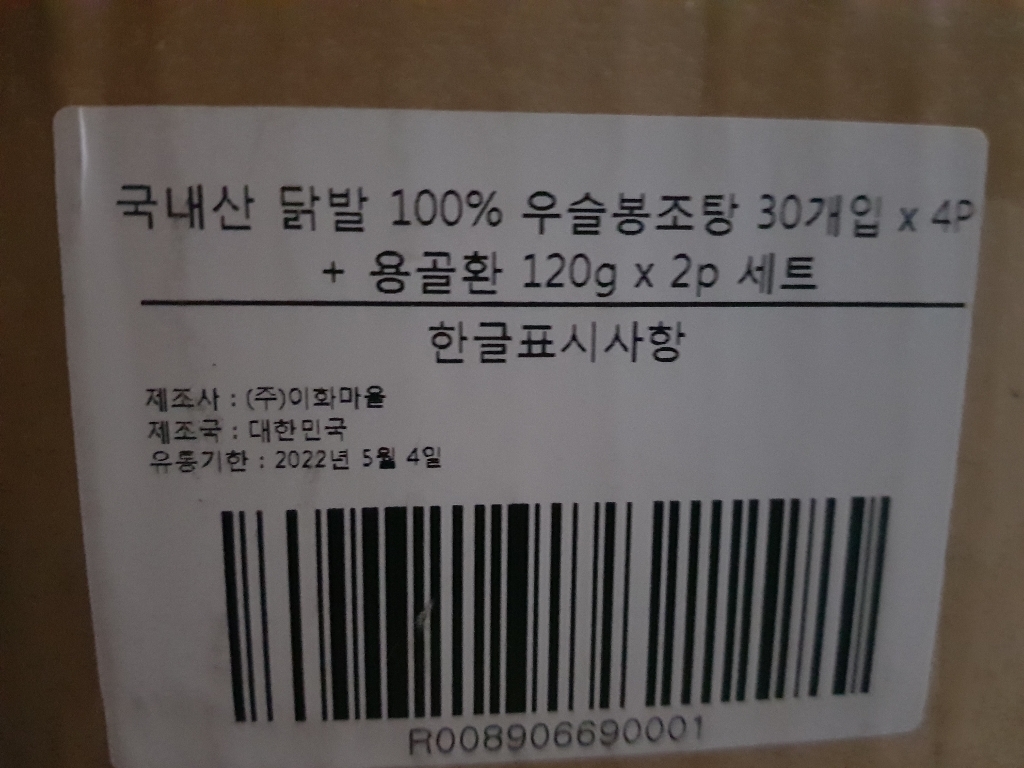 국내산 닭발 100% 우슬봉조탕 30개입 x 4P
+ 용골환 120g x 2p 세트
한글표시사항
제조사 : (주)이화마을
제조국 : 대한민국
유통기한 : 2022년 5월 4일
R008906690001